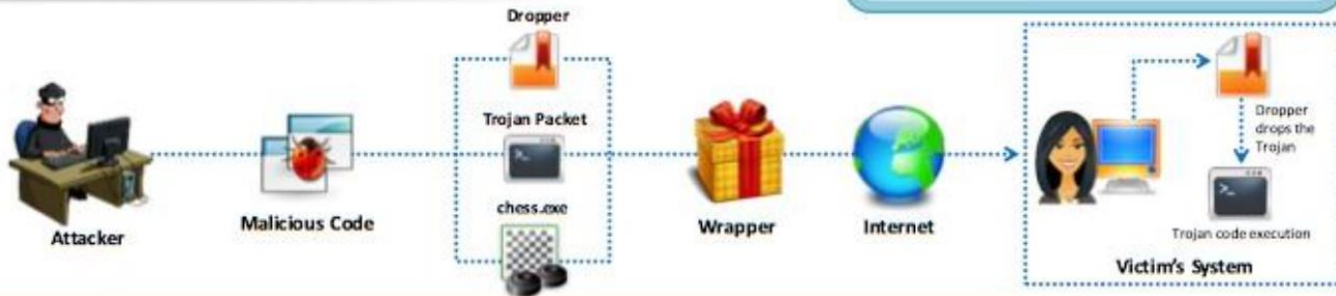 Dropper
Trojan Packet
chess.exe
Attacker
Malicious Code
Wrapper
Internet
Dropper
drops the
Trojan
Trojan code execution
Victim's System